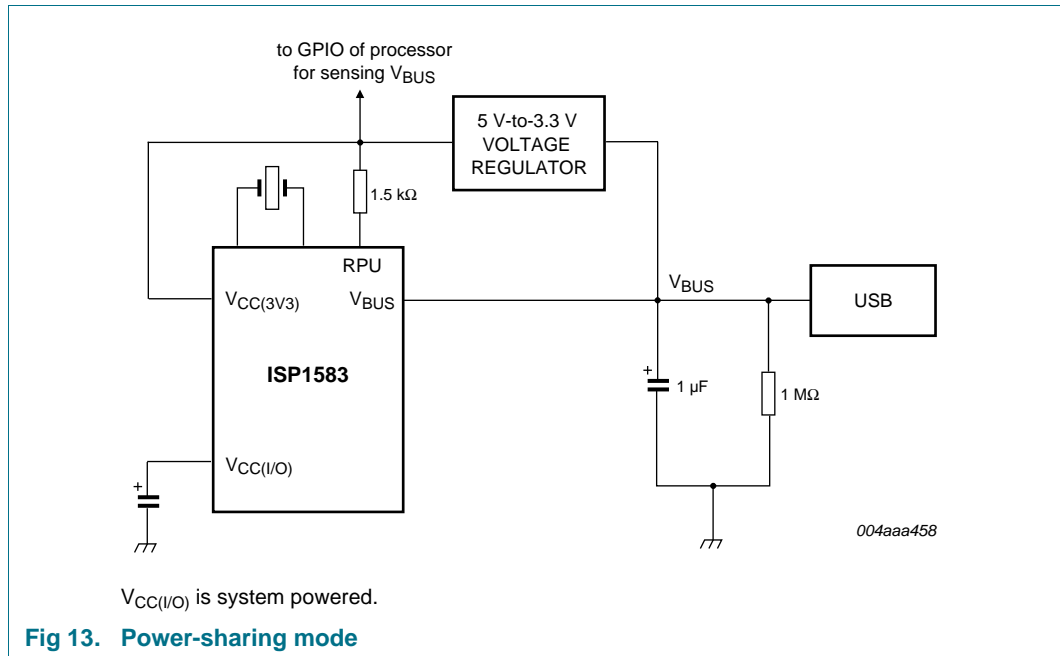 to GPIO of processor
for sensing VBUS
5 V-to-3.3 V
VOLTAGE
REGULATOR
1.5 kΩ
RPU
VCC(3V3)
VBUS
VBUS
USB
ISP1583
+
1 µF
1 MΩ
VCC(I/O)
+
004aaa458
VCC(I/O) is system powered.
Fig 13. Power-sharing mode